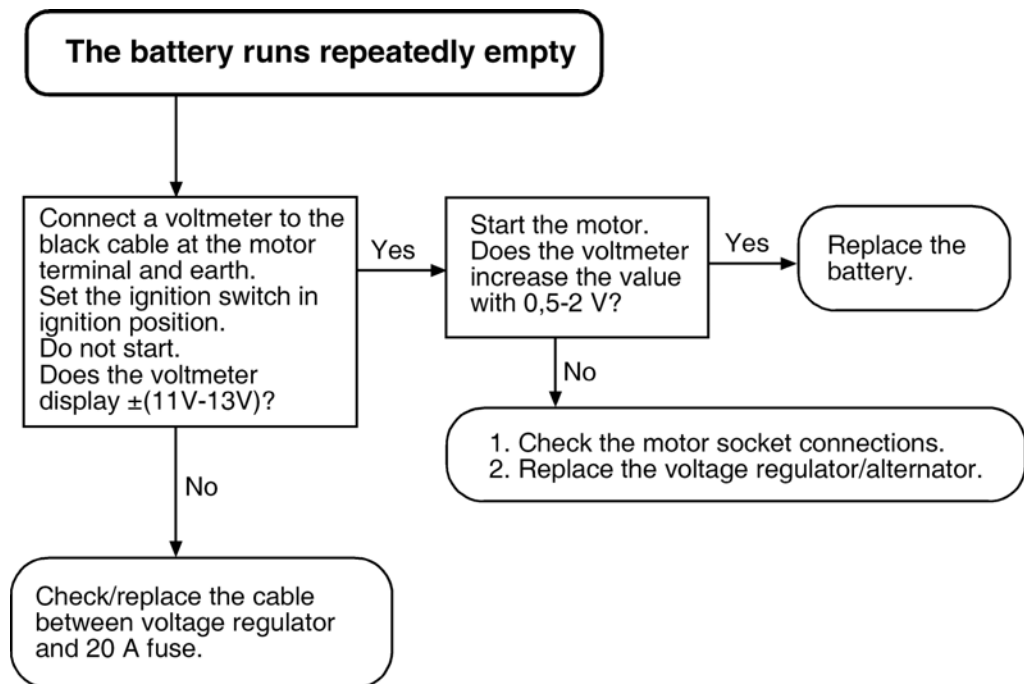 The battery runs repeatedly empty
Connect a voltmeter to the
black cable at the motor
terminal and earth.
Set the ignition switch in
ignition position.
Do not start.
Does the voltmeter
display ±(11V-13V)?
Yes
Start the motor.
Does the voltmeter
increase the value
with 0,5-2 V?
Yes
Replace the
battery.
No
1. Check the motor socket connections.
2. Replace the voltage regulator/alternator.
No
Check/replace the cable
between voltage regulator
and 20 A fuse.